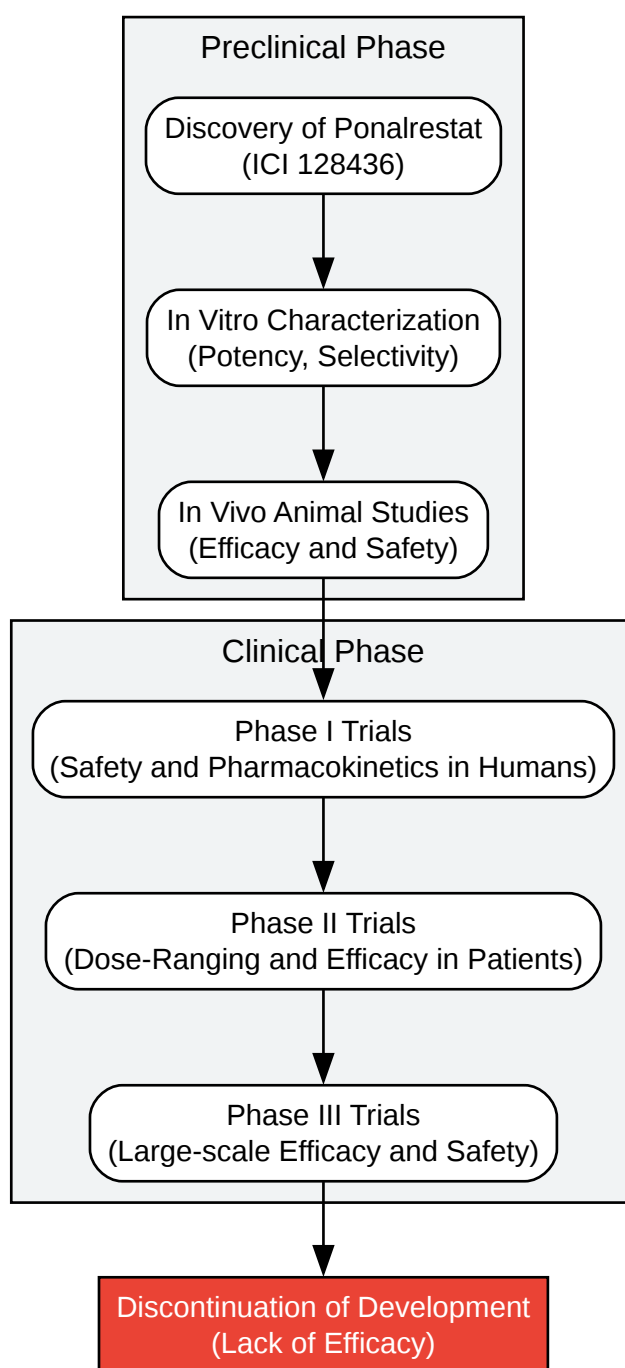 Preclinical Phase
Discovery of Ponalrestat
(ICI 128436)
In Vitro Characterization
(Potency, Selectivity)
In Vivo Animal Studies
(Efficacy and Safety)
Clinical Phase
Phase I Trials
(Safety and Pharmacokinetics in Humans)
Phase II Trials
(Dose-Ranging and Efficacy in Patients)
Phase III Trials
(Large-scale Efficacy and Safety)
Discontinuation of Development
(Lack of Efficacy)